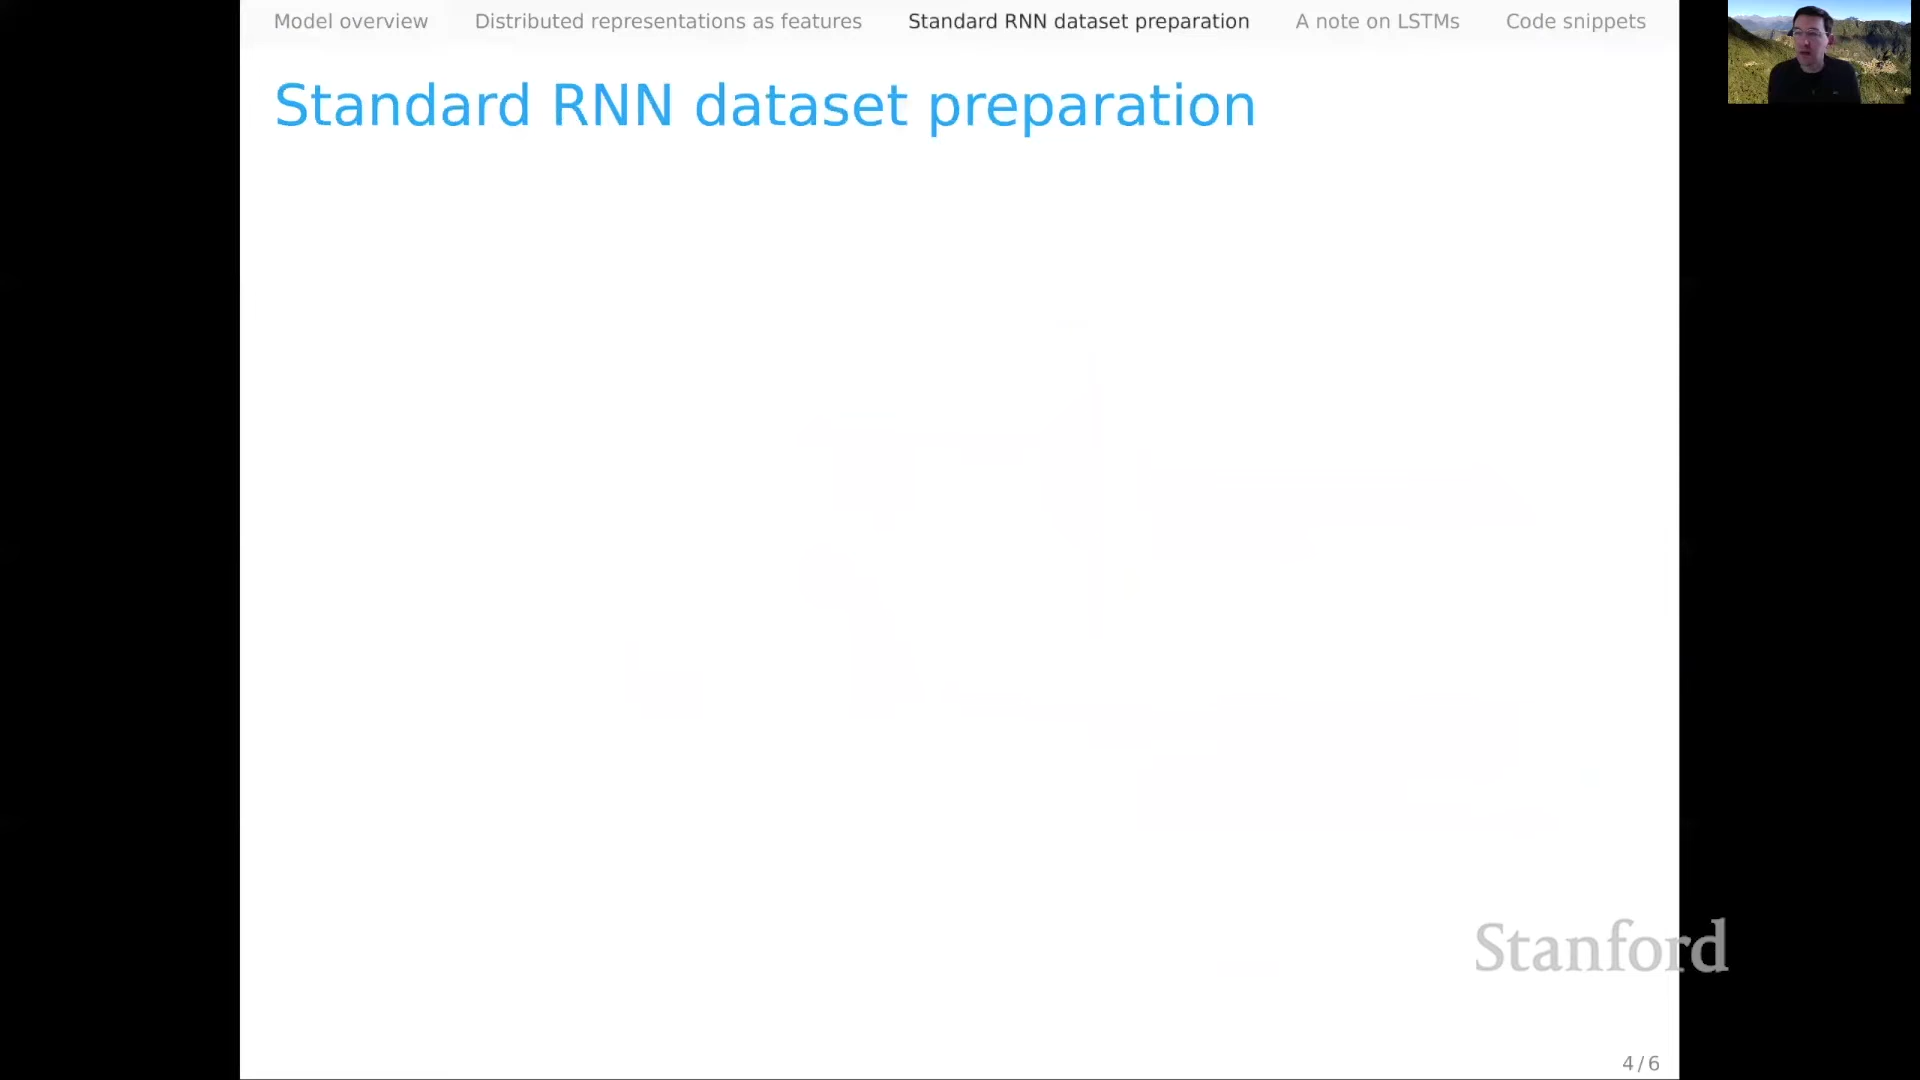 Model overview Distributed representations as features Standard RNN dataset preparation A note on LSTMs Code snippets
Standard RNN dataset preparation
Stanford
4/6